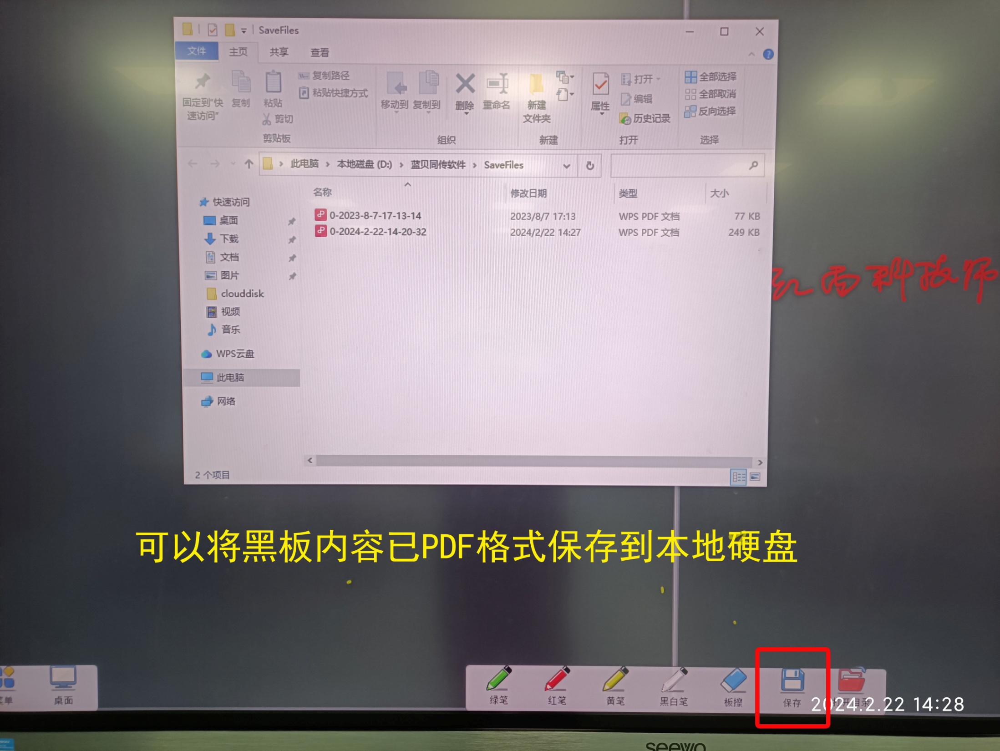 SaveFiles
文件 主页 共享 查看
固定到"快速访问" 复制 粘贴 复制路径 粘贴快捷方式 剪切 移动到 复制到 删除 重命名 新建文件夹 属性 打开 编辑 历史记录 全部选择 全部取消 反向选择
剪贴板 组织 新建 打开 选择
此电脑 › 本地磁盘 (D:) › 蓝贝同传软件 › SaveFiles
名称 修改日期 类型 大小
0-2023-8-7-17-13-14 2023/8/7 17:13 WPS PDF 文档 77 KB
0-2024-2-22-14-20-32 2024/2/22 14:27 WPS PDF 文档 249 KB
快速访问
桌面
下载
文档
图片
clouddisk
视频
音乐
WPS云盘
此电脑
网络
2 个项目
西科技师
可以将黑板内容已PDF格式保存到本地硬盘
桌面
绿笔 红笔 黄笔 黑白笔 板擦 保存 打开目录
2024.2.22 14:28
seewo